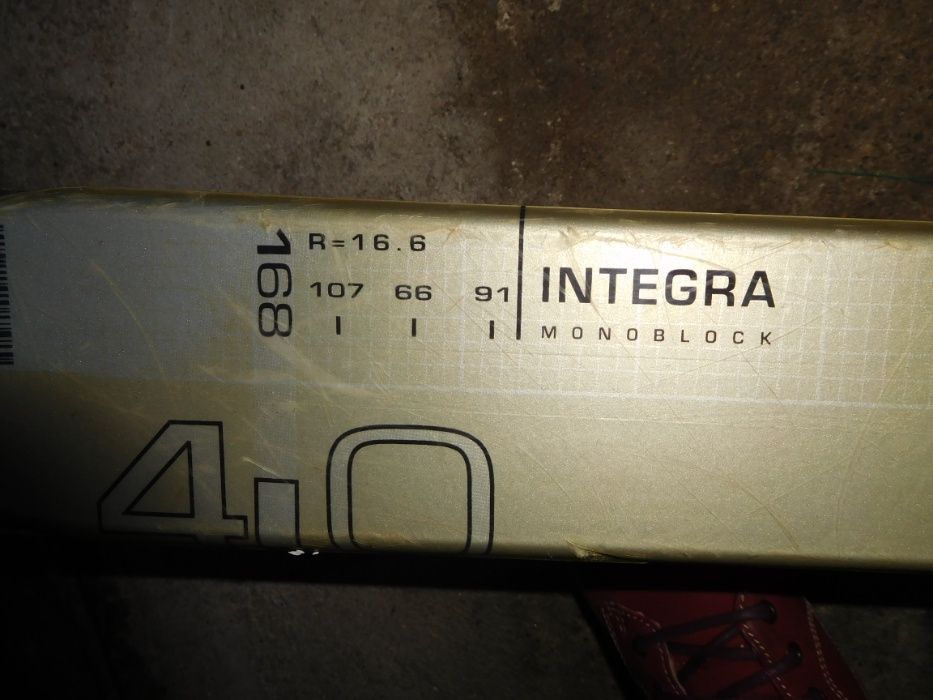 168
R=16.6
107 66 91
INTEGRA
MONOBLOCK
4.0